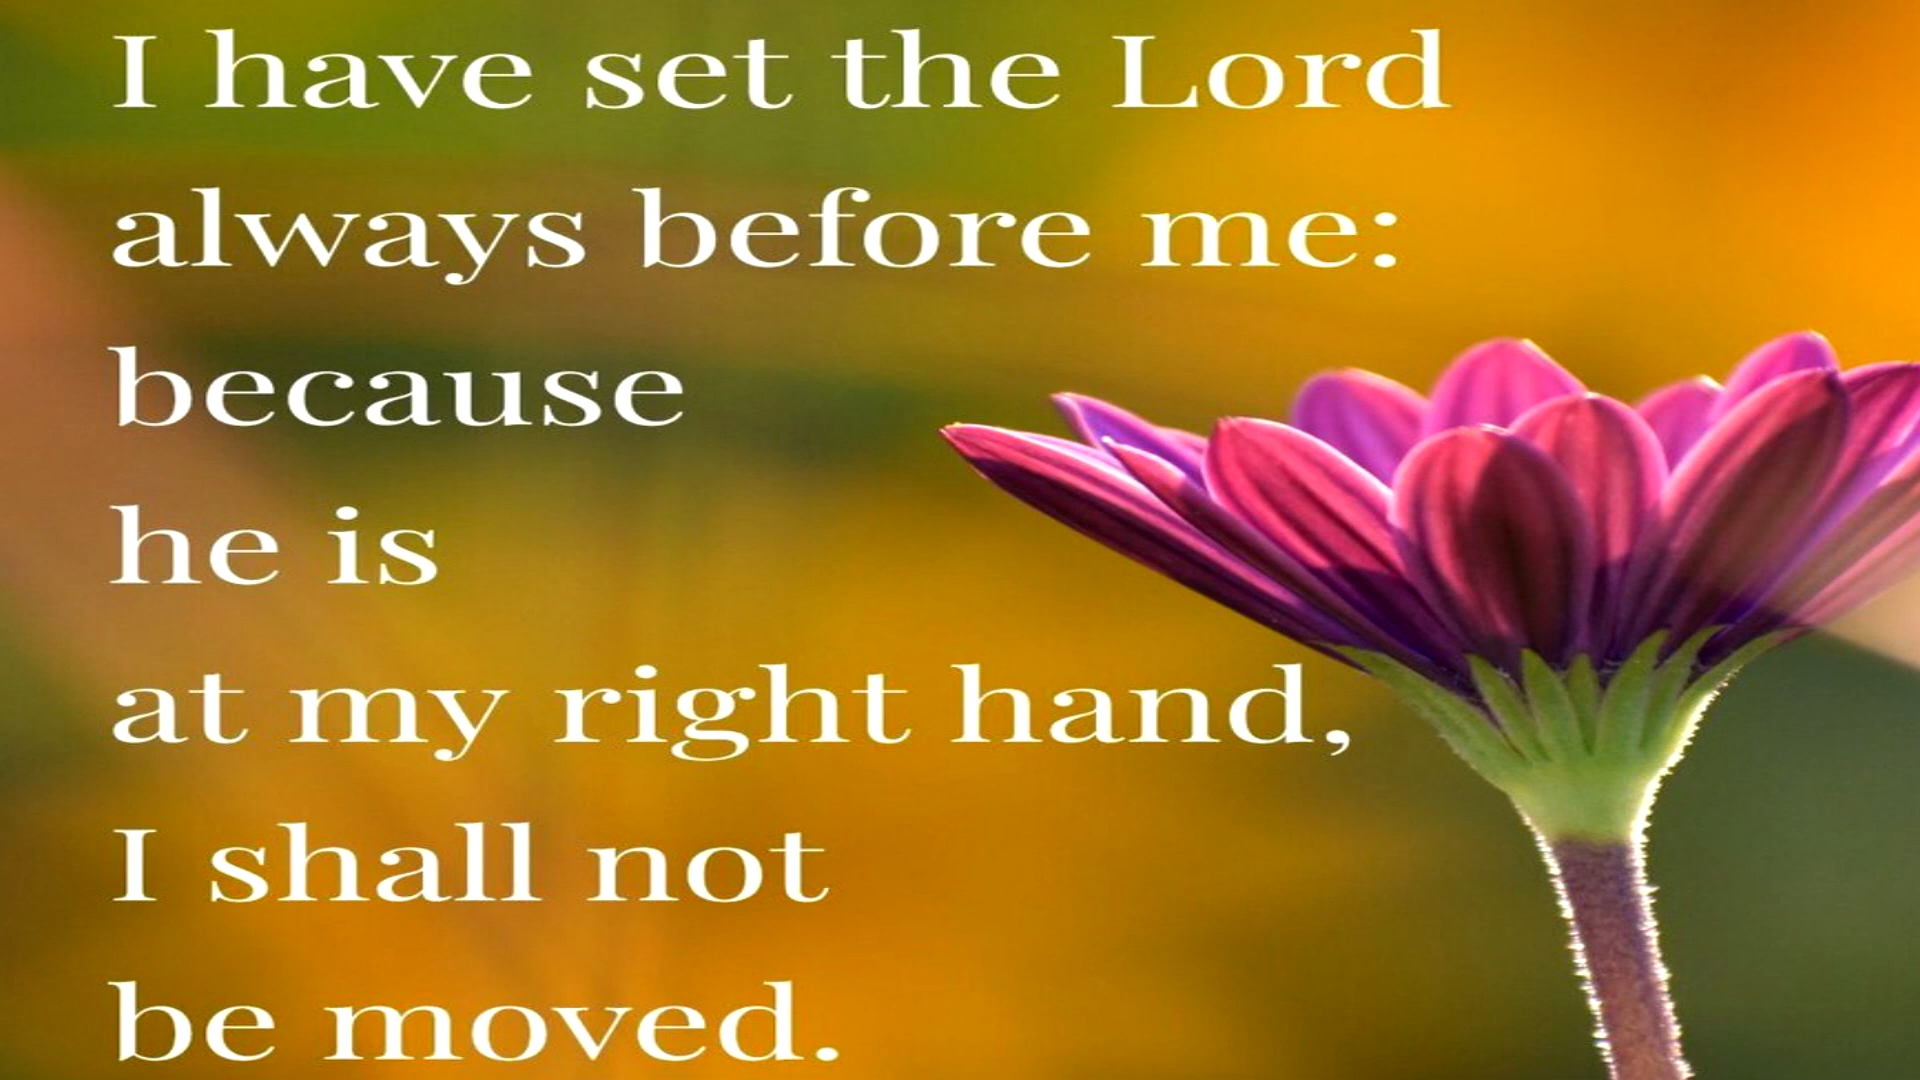 I have set the Lord
always before me:
because
he is
at my right hand,
I shall not
be moved.